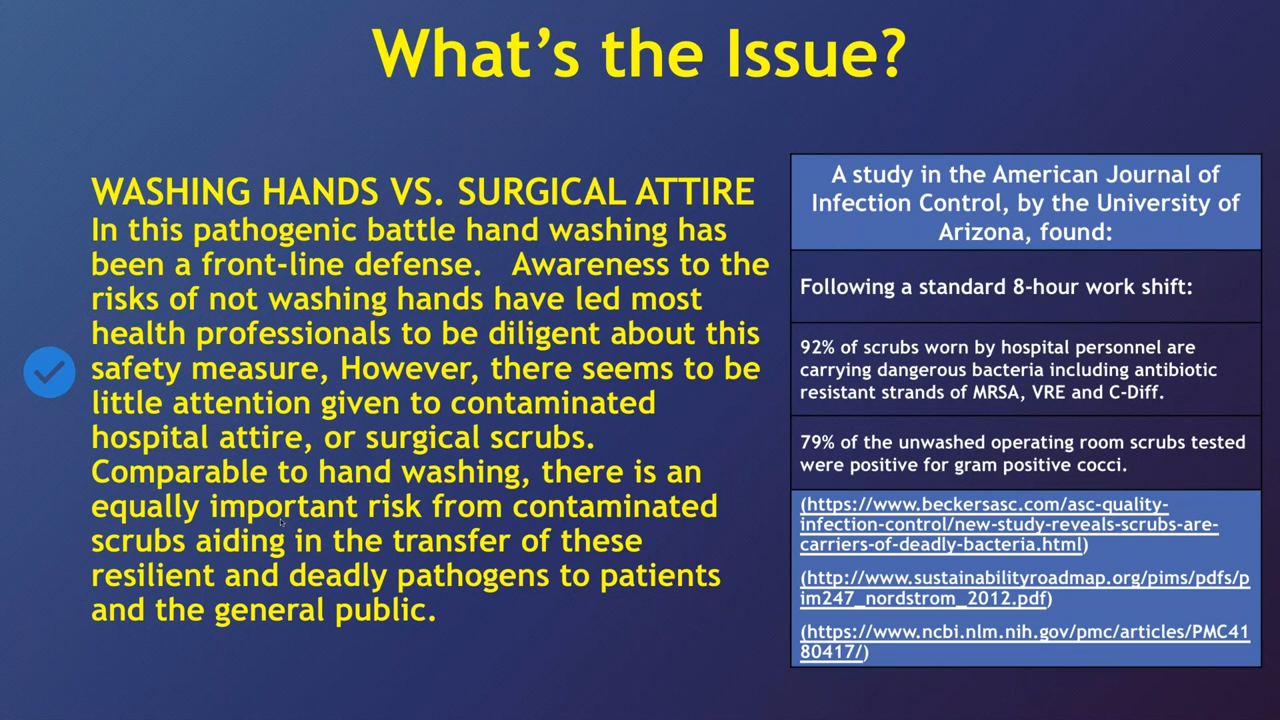 What's the Issue?
WASHING HANDS VS. SURGICAL ATTIRE
In this pathogenic battle hand washing has
been a front-line defense.   Awareness to the
risks of not washing hands have led most
health professionals to be diligent about this
safety measure, However, there seems to be
little attention given to contaminated
hospital attire, or surgical scrubs.
Comparable to hand washing, there is an
equally important risk from contaminated
scrubs aiding in the transfer of these
resilient and deadly pathogens to patients
and the general public.
A study in the American Journal of
Infection Control, by the University of
Arizona, found:
Following a standard 8-hour work shift:
92% of scrubs worn by hospital personnel are
carrying dangerous bacteria including antibiotic
resistant strands of MRSA, VRE and C-Diff.
79% of the unwashed operating room scrubs tested
were positive for gram positive cocci.
(https://www.beckersasc.com/asc-quality-
infection-control/new-study-reveals-scrubs-are-
carriers-of-deadly-bacteria.html)
(http://www.sustainabilityroadmap.org/pims/pdfs/p
im247_nordstrom_2012.pdf)
(https://www.ncbi.nlm.nih.gov/pmc/articles/PMC41
80417/)